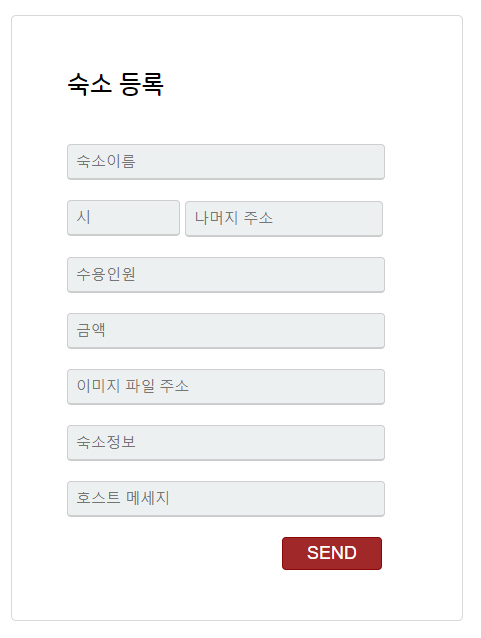 숙소 등록
숙소이름
시 나머지 주소
수용인원
금액
이미지 파일 주소
숙소정보
호스트 메세지
SEND